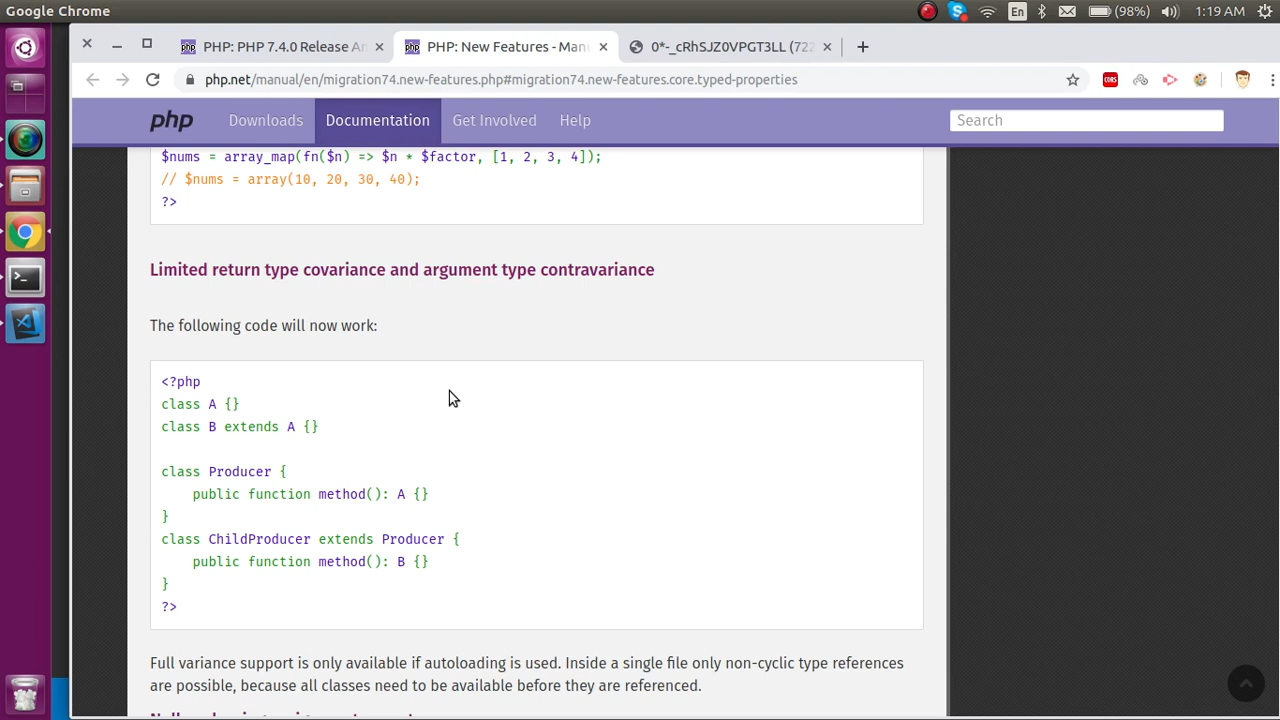 Google Chrome
En
(98%)
1:19 AM
PHP: PHP 7.4.0 Release An
PHP: New Features - Manu
0*-_cRhSJZ0VPGT3LL (722
php.net/manual/en/migration74.new-features.php#migration74.new-features.core.typed-properties
CORS
php
Downloads
Documentation
Get Involved
Help
Search
$nums = array_map(fn($n) => $n * $factor, [1, 2, 3, 4]);
// $nums = array(10, 20, 30, 40);
?>
Limited return type covariance and argument type contravariance
The following code will now work:
<?php
class A {}
class B extends A {}
class Producer {
public function method(): A {}
}
class ChildProducer extends Producer {
public function method(): B {}
}
?>
Full variance support is only available if autoloading is used. Inside a single file only non-cyclic type references
are possible, because all classes need to be available before they are referenced.